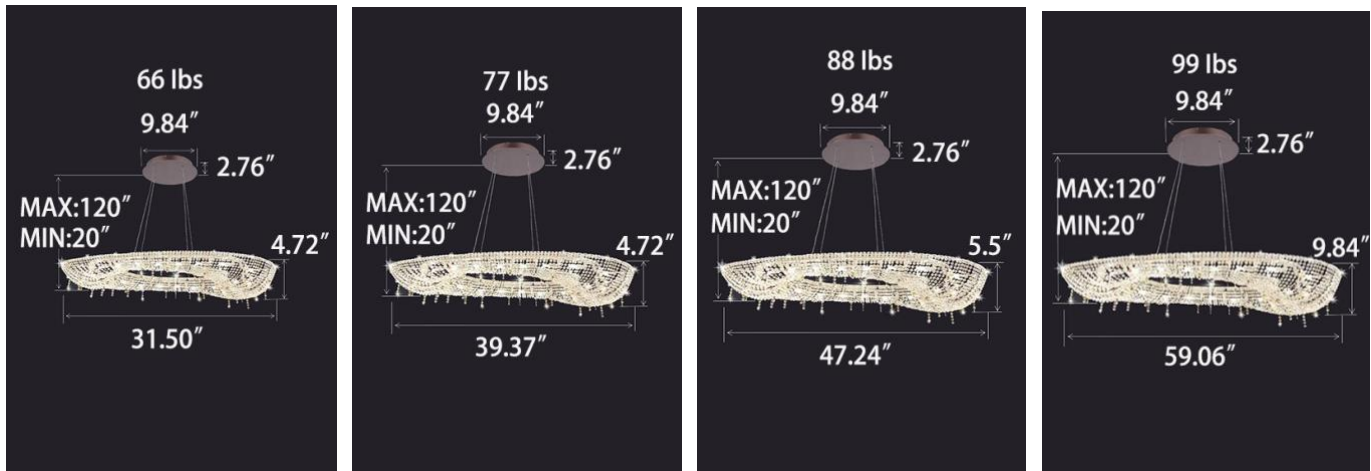 66 lbs
9.84"
2.76"
MAX:120"
MIN:20"
4.72"
31.50"
77 lbs
9.84"
2.76"
MAX:120"
MIN:20"
4.72"
39.37"
88 lbs
9.84"
2.76"
MAX:120"
MIN:20"
5.5"
47.24"
99 lbs
9.84"
2.76"
MAX:120"
MIN:20"
9.84"
59.06"